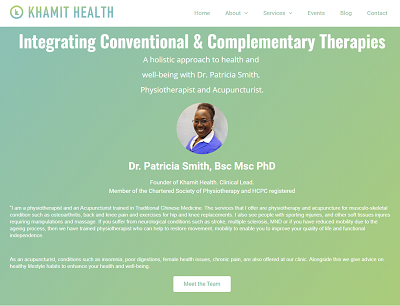 KHAMIT HEALTH
Home About Services Events Blog Contact
Integrating Conventional & Complementary Therapies
A holistic approach to health and
well-being with Dr. Patricia Smith,
Physiotherapist and Acupuncturist.
Dr. Patricia Smith, Bsc Msc PhD
Founder of Khamit Health. Clinical Lead.
Member of the Chartered Society of Physiotherapy and HCPC registered
"I am a physiotherapist and an Acupuncturist trained in Traditional Chinese Medicine. The services that I offer are physiotherapy and acupuncture for musculo-skeletal
condition such as osteoarthritis, back and knee pain and exercises for hip and knee replacements. I also see people with sporting injuries, and other soft tissues injuries
requiring manipulations and massage. If you suffer from neurological conditions such as stroke, multiple sclerosis, MND or if you have reduced mobility due to the
ageing process, then we have trained physiotherapist who can help to restore movement, mobility to enable you to improve your quality of life and functional
independence.
As an acupuncturist, conditions such as insomnia, poor digestions, female health issues, chronic pain, are also offered at our clinic. Alongside this we give advice on
healthy lifestyle habits to enhance your health and well-being.
Meet the Team